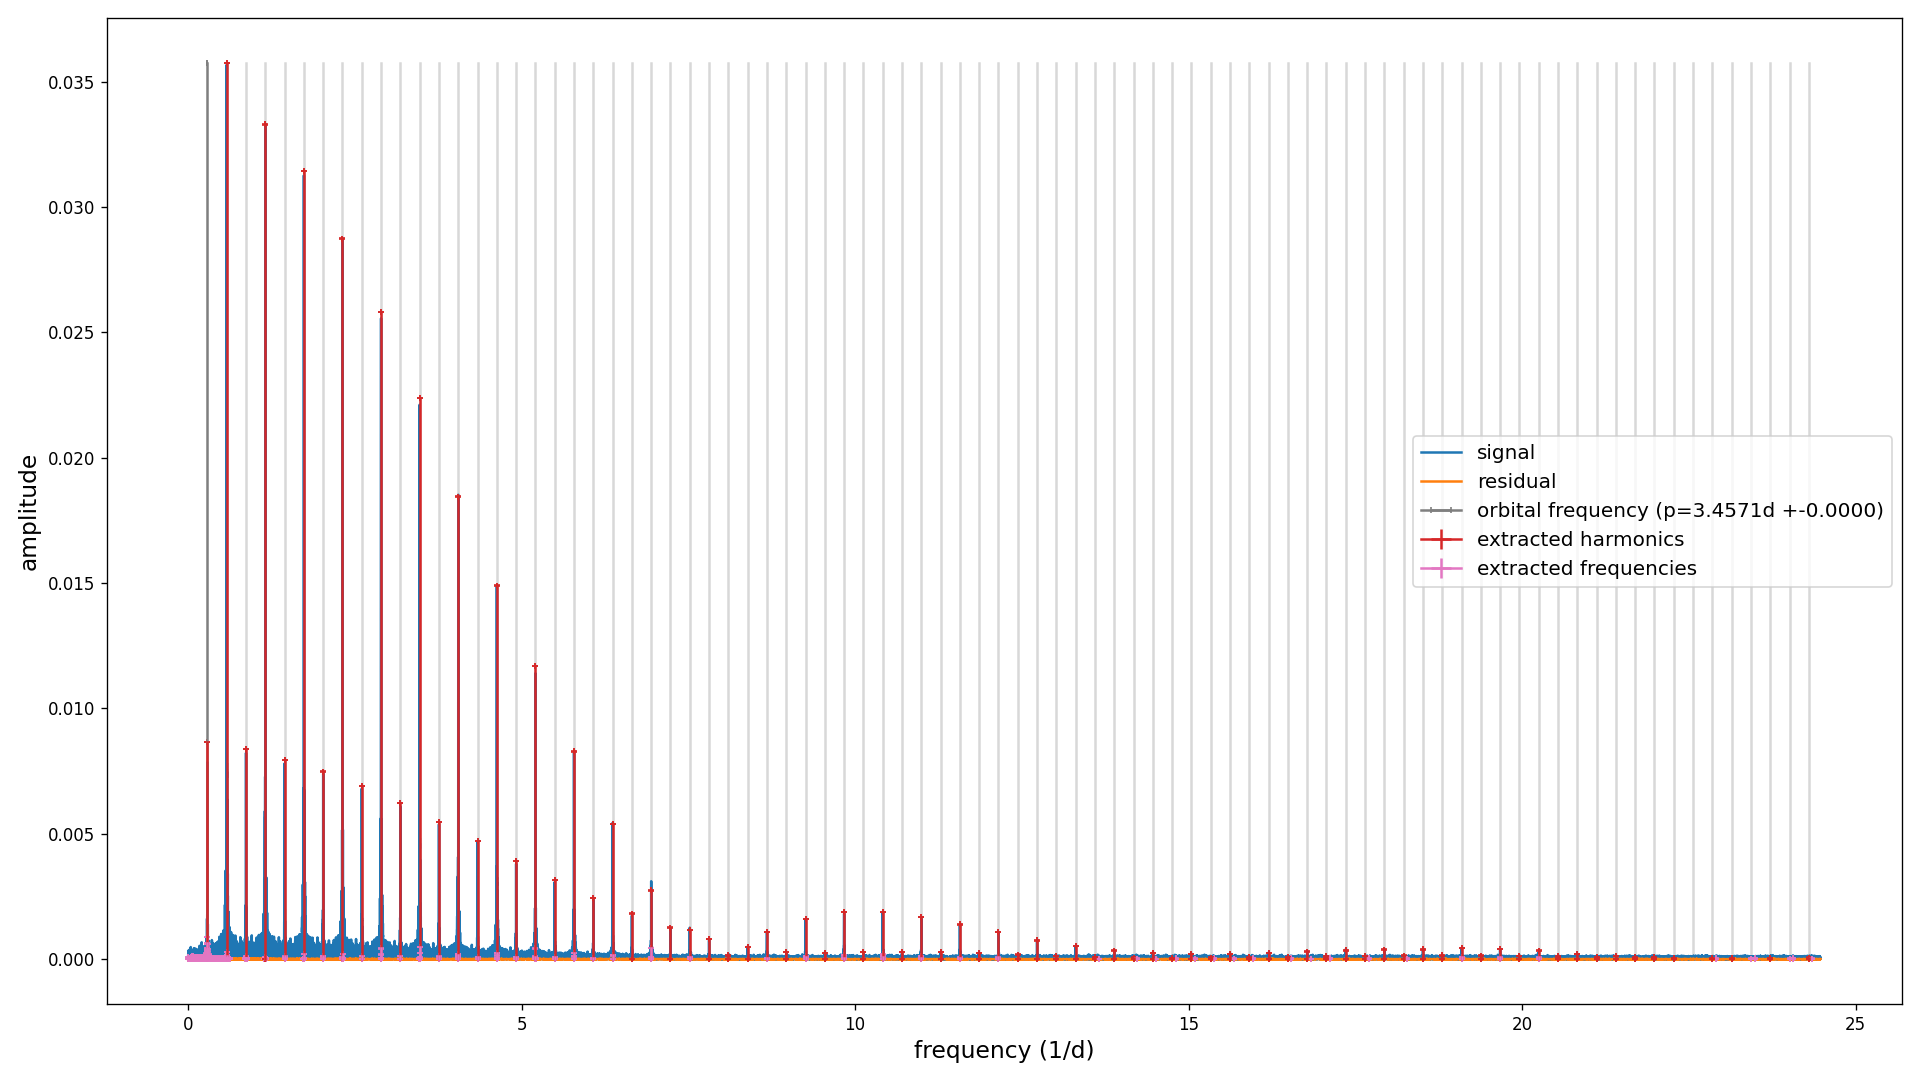 0.035
0.030
0.025
0.020
0.015
0.010
0.005
0.000
amplitude
0
5
10
15
20
25
frequency (1/d)
signal
residual
orbital frequency (p=3.4571d +-0.0000)
extracted harmonics
extracted frequencies